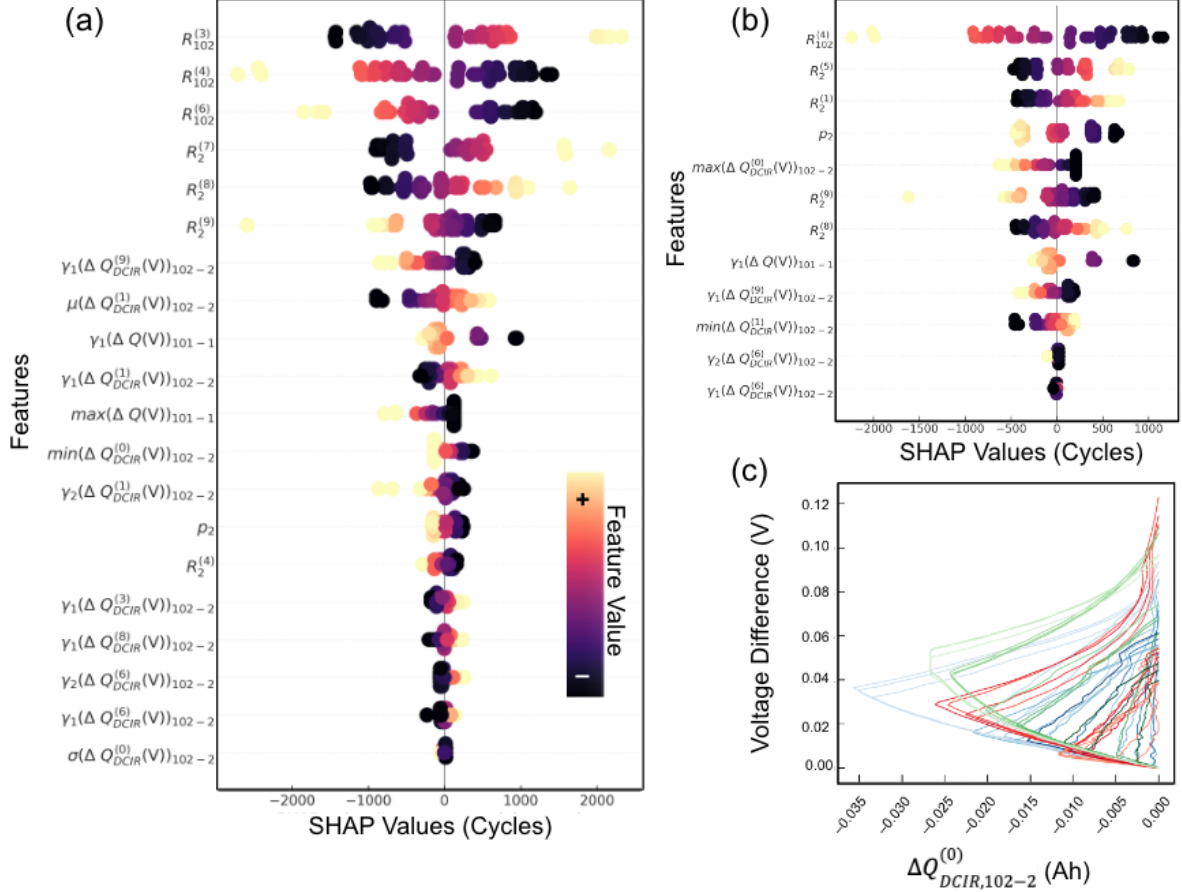 (a)
R_{102}^{(3)}
R_{102}^{(4)}
R_{102}^{(6)}
R_2^{(7)}
R_2^{(8)}
R_2^{(9)}
γ_1(Δ Q_{DCIR}^{(9)}(V))_{102−2}
μ(Δ Q_{DCIR}^{(1)}(V))_{102−2}
γ_1(Δ Q(V))_{101−1}
γ_1(Δ Q_{DCIR}^{(1)}(V))_{102−2}
max(Δ Q(V))_{101−1}
min(Δ Q_{DCIR}^{(0)}(V))_{102−2}
γ_2(Δ Q_{DCIR}^{(1)}(V))_{102−2}
p_2
R_2^{(4)}
γ_1(Δ Q_{DCIR}^{(3)}(V))_{102−2}
γ_1(Δ Q_{DCIR}^{(8)}(V))_{102−2}
γ_2(Δ Q_{DCIR}^{(6)}(V))_{102−2}
γ_1(Δ Q_{DCIR}^{(6)}(V))_{102−2}
σ(Δ Q_{DCIR}^{(0)}(V))_{102−2}
Features
+
Feature Value
−
−2000 −1000 0 1000 2000
SHAP Values (Cycles)
(b)
R_{102}^{(4)}
R_2^{(5)}
R_2^{(1)}
p_2
max(Δ Q_{DCIR}^{(0)}(V))_{102−2}
R_2^{(9)}
R_2^{(8)}
γ_1(Δ Q(V))_{101−1}
γ_1(Δ Q_{DCIR}^{(9)}(V))_{102−2}
min(Δ Q_{DCIR}^{(1)}(V))_{102−2}
γ_2(Δ Q_{DCIR}^{(6)}(V))_{102−2}
γ_1(Δ Q_{DCIR}^{(6)}(V))_{102−2}
Features
−2000 −1500 −1000 −500 0 500 1000
SHAP Values (Cycles)
(c)
Voltage Difference (V)
0.12
0.10
0.08
0.06
0.04
0.02
0.00
−0.035 −0.030 −0.025 −0.020 −0.015 −0.010 −0.005 0.000
ΔQ_{DCIR,102−2}^{(0)} (Ah)